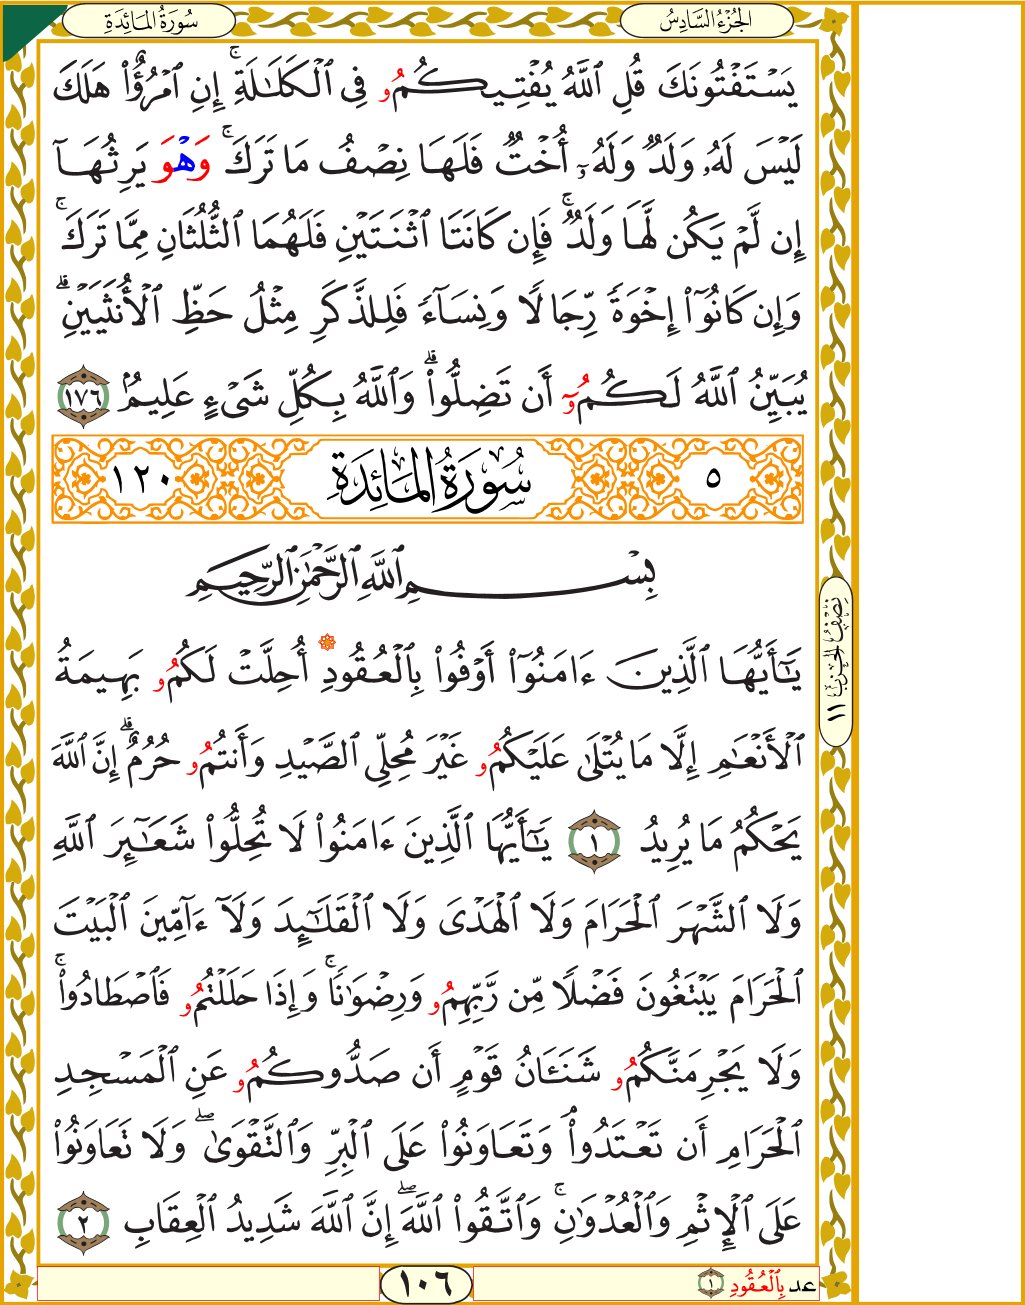 سُورَةُ المَائِدَةِ
الجُزْءُ السَّادِسُ
يَسۡتَفۡتُونَكَ قُلِ ٱللَّهُ يُفۡتِيكُمُو فِي ٱلۡكَلَٰلَةِۚ إِنِ ٱمۡرُؤٌاْ هَلَكَ
لَيۡسَ لَهُۥ وَلَدٞ وَلَهُۥٓ أُخۡتٞ فَلَهَا نِصۡفُ مَا تَرَكَۚ وَهۡوَ يَرِثُهَآ
إِن لَّمۡ يَكُن لَّهَا وَلَدٞۚ فَإِن كَانَتَا ٱثۡنَتَيۡنِ فَلَهُمَا ٱلثُّلُثَانِ مِمَّا تَرَكَۚ
وَإِن كَانُوٓاْ إِخۡوَةٗ رِّجَالٗا وَنِسَآءٗ فَلِلذَّكَرِ مِثۡلُ حَظِّ ٱلۡأُنثَيَيۡنِۗ
يُبَيِّنُ ٱللَّهُ لَكُمُوٓ أَن تَضِلُّواْۗ وَٱللَّهُ بِكُلِّ شَيۡءٍ عَلِيمُۢ ١٧٦
٥ سُورَةُ المَائِدَةِ ١٢٠
بِسۡمِ ٱللَّهِ ٱلرَّحۡمَٰنِ ٱلرَّحِيمِ
يَٰٓأَيُّهَا ٱلَّذِينَ ءَامَنُوٓاْ أَوۡفُواْ بِٱلۡعُقُودِ أُحِلَّتۡ لَكُمُو بَهِيمَةُ
ٱلۡأَنۡعَٰمِ إِلَّا مَا يُتۡلَىٰ عَلَيۡكُمُو غَيۡرَ مُحِلِّي ٱلصَّيۡدِ وَأَنتُمُو حُرُمٌۗ إِنَّ ٱللَّهَ
يَحۡكُمُ مَا يُرِيدُ ١ يَٰٓأَيُّهَا ٱلَّذِينَ ءَامَنُواْ لَا تُحِلُّواْ شَعَٰٓئِرَ ٱللَّهِ
وَلَا ٱلشَّهۡرَ ٱلۡحَرَامَ وَلَا ٱلۡهَدۡيَ وَلَا ٱلۡقَلَٰٓئِدَ وَلَآ ءَآمِّينَ ٱلۡبَيۡتَ
ٱلۡحَرَامَ يَبۡتَغُونَ فَضۡلٗا مِّن رَّبِّهِمُو وَرِضۡوَٰنٗاۚ وَإِذَا حَلَلۡتُمُو فَٱصۡطَادُواْۚ
وَلَا يَجۡرِمَنَّكُمُو شَنَـَٔانُ قَوۡمٍ أَن صَدُّوكُمُو عَنِ ٱلۡمَسۡجِدِ
ٱلۡحَرَامِ أَن تَعۡتَدُواْۘ وَتَعَاوَنُواْ عَلَى ٱلۡبِرِّ وَٱلتَّقۡوَىٰۖ وَلَا تَعَاوَنُواْ
عَلَى ٱلۡإِثۡمِ وَٱلۡعُدۡوَٰنِۚ وَٱتَّقُواْ ٱللَّهَۖ إِنَّ ٱللَّهَ شَدِيدُ ٱلۡعِقَابِ ٢
نِصْفُ الحِزْبِ ١١
عد بِٱلۡعُقُودِ ١
١٠٦